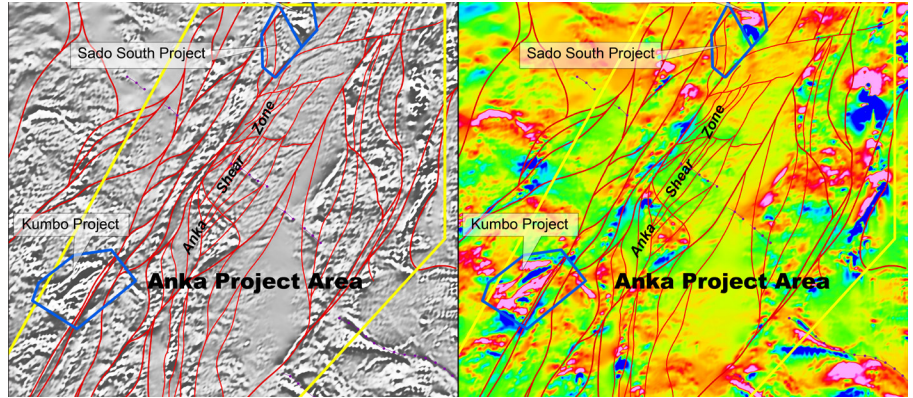 Sado South Project
Anka Shear Zone
Kumbo Project
Anka Project Area
Sado South Project
Anka Shear Zone
Kumbo Project
Anka Project Area